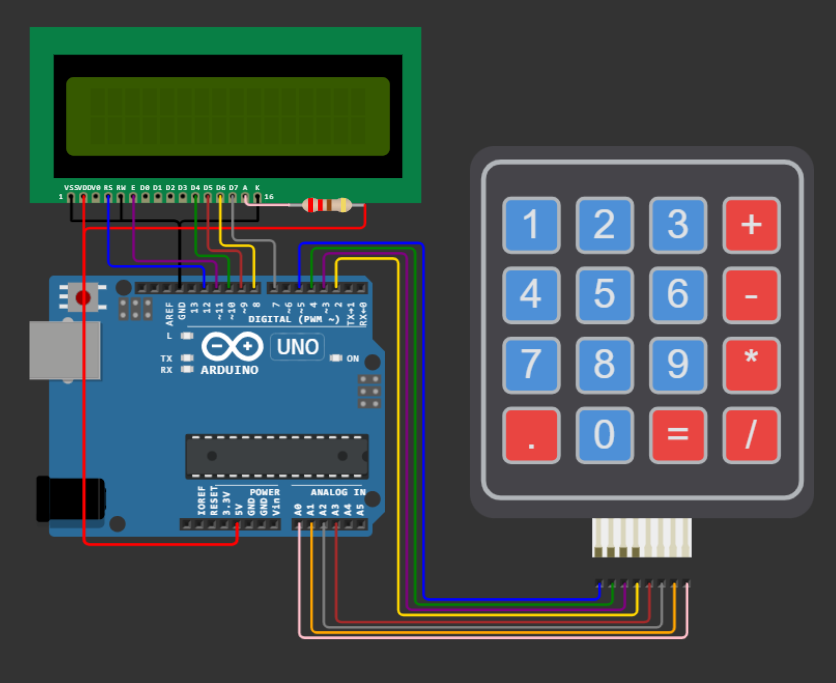 VSS VDD V0 RS RW E D0 D1 D2 D3 D4 D5 D6 D7 A K
1 16
1 2 3 +
4 5 6 -
7 8 9 *
. 0 = /
AREF GND 13 12 ~11 ~10 ~9 8 7 ~6 ~5 4 ~3 2 TX→1 RX←0
DIGITAL (PWM ~)
L
TX
RX
UNO
ON
ARDUINO
POWER
ANALOG IN
IOREF RESET 3.3V 5V GND GND Vin A0 A1 A2 A3 A4 A5